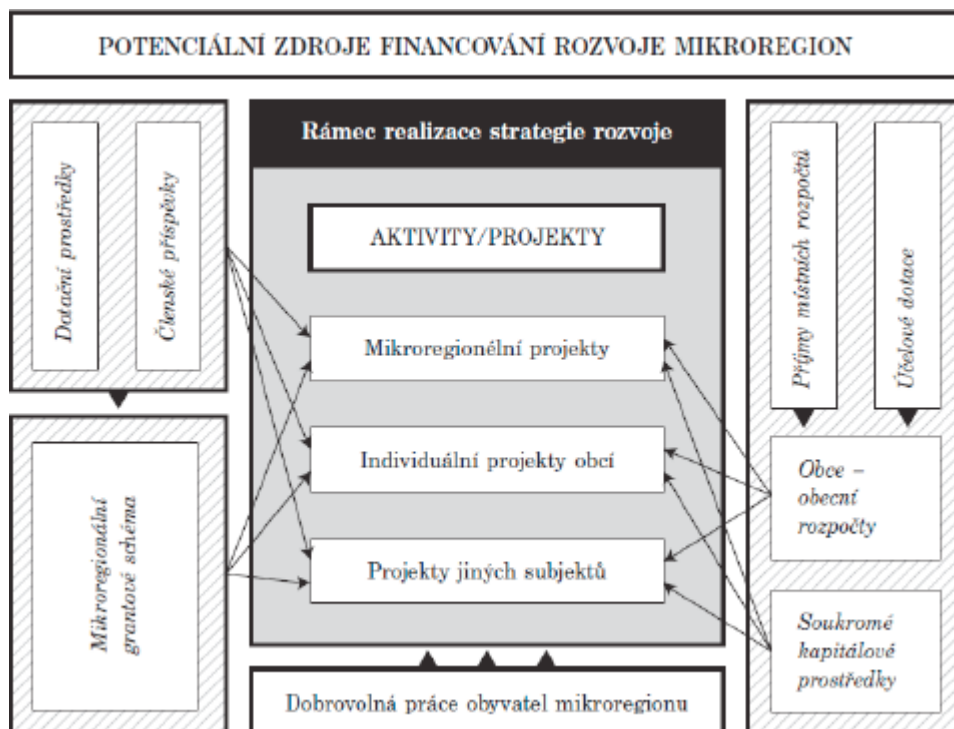 POTENCIÁLNÍ ZDROJE FINANCOVÁNÍ ROZVOJE MIKROREGION
Dotační prostředky
Členské příspěvky
Mikroregionální
grantové schéma
Rámec realizace strategie rozvoje
AKTIVITY/PROJEKTY
Mikroregionélní projekty
Individuální projekty obcí
Projekty jiných subjektů
Dobrovolná práce obyvatel mikroregionu
Příjmy místních rozpočtů
Účelové dotace
Obce –
obecní
rozpočty
Soukromé
kapitálové
prostředky